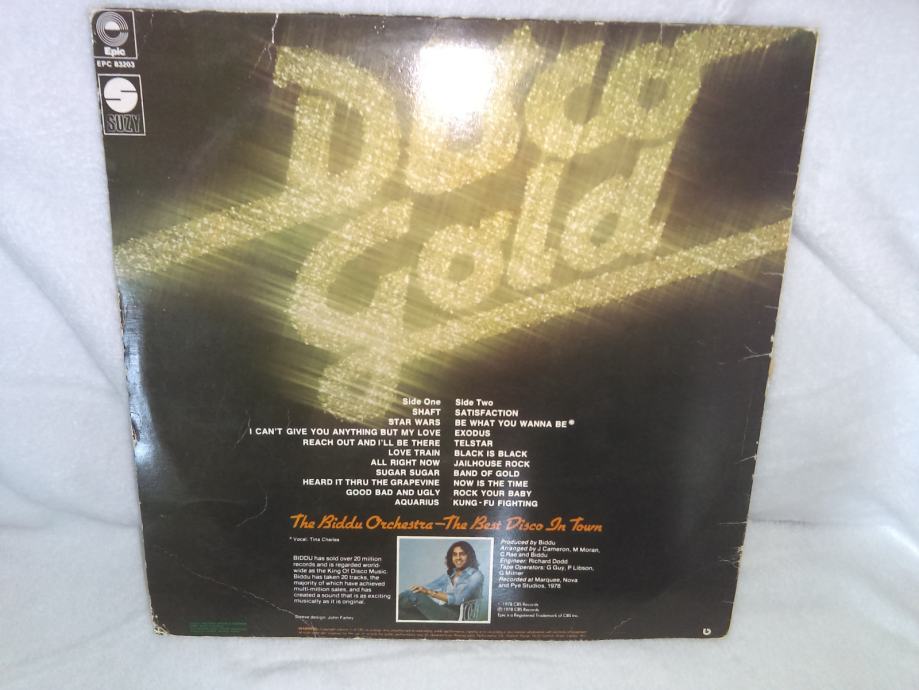 Epic
EPC 83203
S
SUZY
Disco
Gold
Side One
SHAFT
STAR WARS
I CAN'T GIVE YOU ANYTHING BUT MY LOVE
REACH OUT AND I'LL BE THERE
LOVE TRAIN
ALL RIGHT NOW
SUGAR SUGAR
HEARD IT THRU THE GRAPEVINE
GOOD BAD AND UGLY
AQUARIUS
Side Two
SATISFACTION
BE WHAT YOU WANNA BE*
EXODUS
TELSTAR
BLACK IS BLACK
JAILHOUSE ROCK
BAND OF GOLD
NOW IS THE TIME
ROCK YOUR BABY
KUNG-FU FIGHTING
The Biddu Orchestra—The Best Disco In Town
* Vocal: Tina Charles
BIDDU has sold over 20 million
records and is regarded world-
wide as the King Of Disco Music.
Biddu has taken 20 tracks, the
majority of which have achieved
multi-million sales, and has
created a sound that is as exciting
musically as it is original.
Sleeve design: John Farley
Produced by Biddu
Arranged by J Cameron, M Moran,
C Rae and Biddu
Engineer: Richard Dodd
Tape Operators: G Guy, P Libson,
G Milner
Recorded at Marquee, Nova
and Pye Studios, 1978
℗ 1978 CBS Records
© 1978 CBS Records
Epic is a Registered Trademark of CBS Inc.
WARNING: